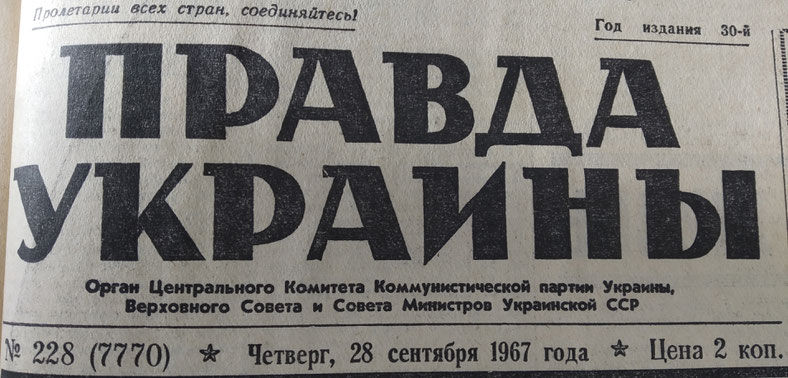 Пролетарии всех стран, соединяйтесь!
Год издания 30-й
ПРАВДА
УКРАИНЫ
Орган Центрального Комитета Коммунистической партии Украины,
Верховного Совета и Совета Министров Украинской ССР
№ 228 (7770) ★ Четверг, 28 сентября 1967 года ★ Цена 2 коп.